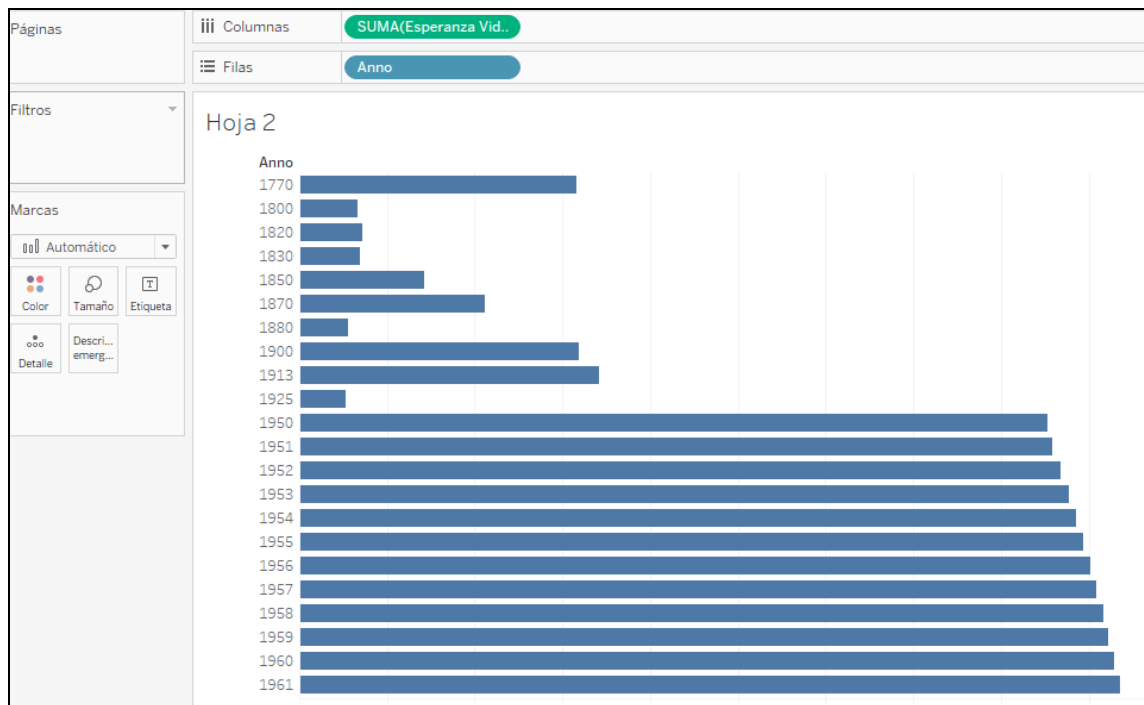 Páginas
Columnas
SUMA(Esperanza Vid..
Filas
Anno
Filtros
Hoja 2
Anno
1770
1800
1820
1830
1850
1870
1880
1900
1913
1925
1950
1951
1952
1953
1954
1955
1956
1957
1958
1959
1960
1961
Marcas
Automático
Color
Tamaño
T
Etiqueta
Detalle
Descri...
emerg...